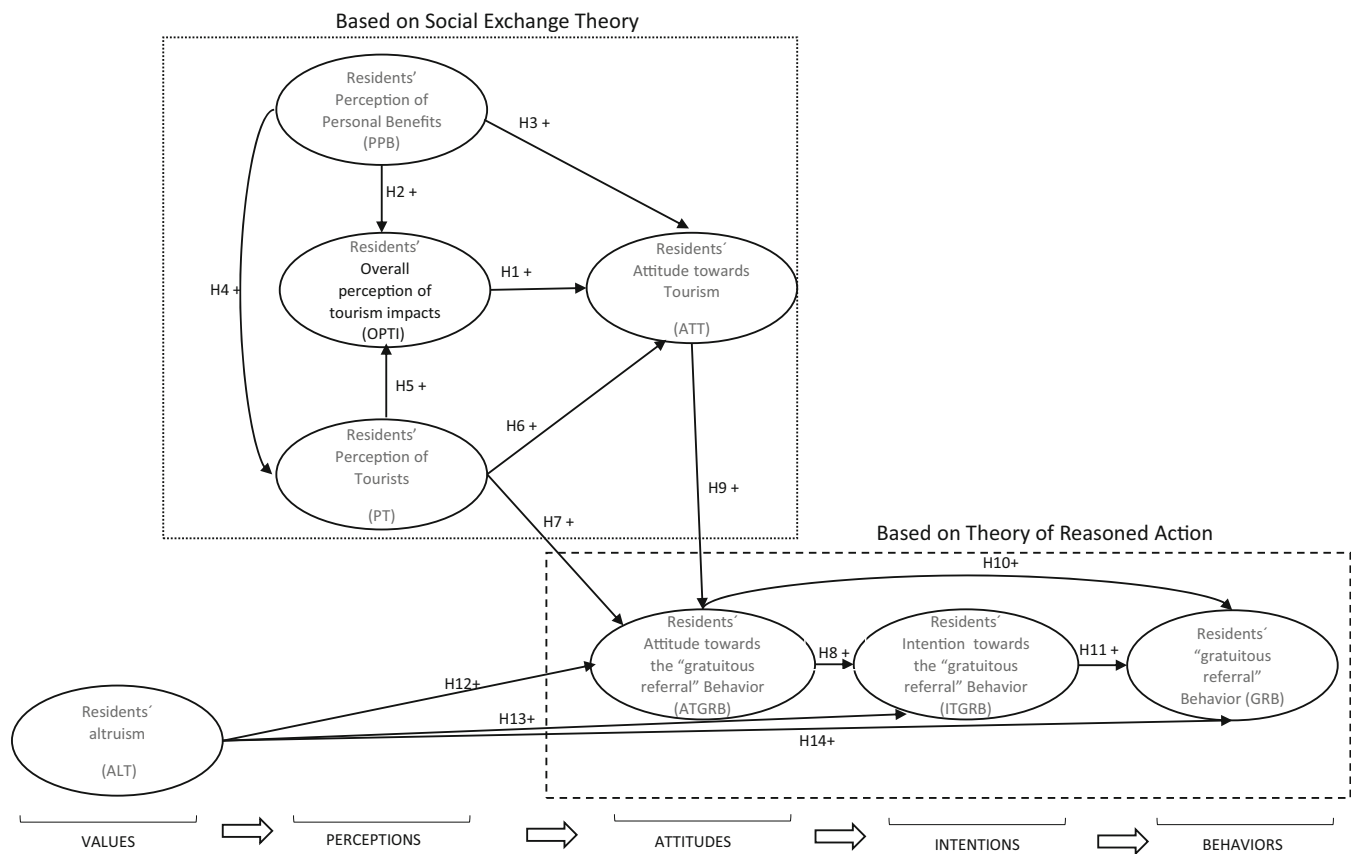 Based on Social Exchange Theory
Residents’
Perception of
Personal Benefits
(PPB)
H3 +
H2 +
Residents’
Overall
perception of
tourism impacts
(OPTI)
H1 +
Residents´
Attitude towards
Tourism
(ATT)
H4 +
H5 +
H6 +
Residents’
Perception of
Tourists
(PT)
H9 +
H7 +
Based on Theory of Reasoned Action
H10+
Residents´
Attitude towards
the “gratuitous
referral” Behavior
(ATGRB)
H8 +
Residents´
Intention towards
the “gratuitous
referral” Behavior
(ITGRB)
H11 +
Residents´
“gratuitous
referral”
Behavior (GRB)
H12+
H13+
H14+
Residents´
altruism
(ALT)
VALUES
PERCEPTIONS
ATTITUDES
INTENTIONS
BEHAVIORS